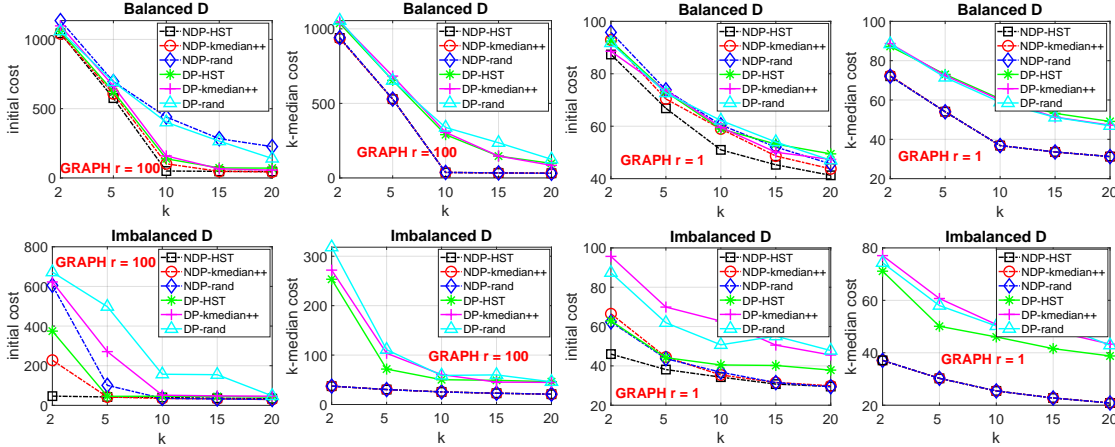 Balanced D
initial cost
1000
500
0
2
5
10
15
20
k
NDP-HST
NDP-kmedian++
NDP-rand
DP-HST
DP-kmedian++
DP-rand
GRAPH r = 100
Balanced D
k-median cost
1000
500
0
2
5
10
15
20
k
NDP-HST
NDP-kmedian++
NDP-rand
DP-HST
DP-kmedian++
DP-rand
GRAPH r = 100
Balanced D
initial cost
100
80
60
40
2
5
10
15
20
k
NDP-HST
NDP-kmedian++
NDP-rand
DP-HST
DP-kmedian++
DP-rand
GRAPH r = 1
Balanced D
k-median cost
100
80
60
40
20
2
5
10
15
20
k
NDP-HST
NDP-kmedian++
NDP-rand
DP-HST
DP-kmedian++
DP-rand
GRAPH r = 1
Imbalanced D
initial cost
800
600
400
200
0
2
5
10
15
20
k
GRAPH r = 100
NDP-HST
NDP-kmedian++
NDP-rand
DP-HST
DP-kmedian++
DP-rand
Imbalanced D
k-median cost
300
200
100
0
2
5
10
15
20
k
NDP-HST
NDP-kmedian++
NDP-rand
DP-HST
DP-kmedian++
DP-rand
GRAPH r = 100
Imbalanced D
initial cost
100
80
60
40
20
2
5
10
15
20
k
NDP-HST
NDP-kmedian++
NDP-rand
DP-HST
DP-kmedian++
DP-rand
GRAPH r = 1
Imbalanced D
k-median cost
80
60
40
20
2
5
10
15
20
k
NDP-HST
NDP-kmedian++
NDP-rand
DP-HST
DP-kmedian++
DP-rand
GRAPH r = 1